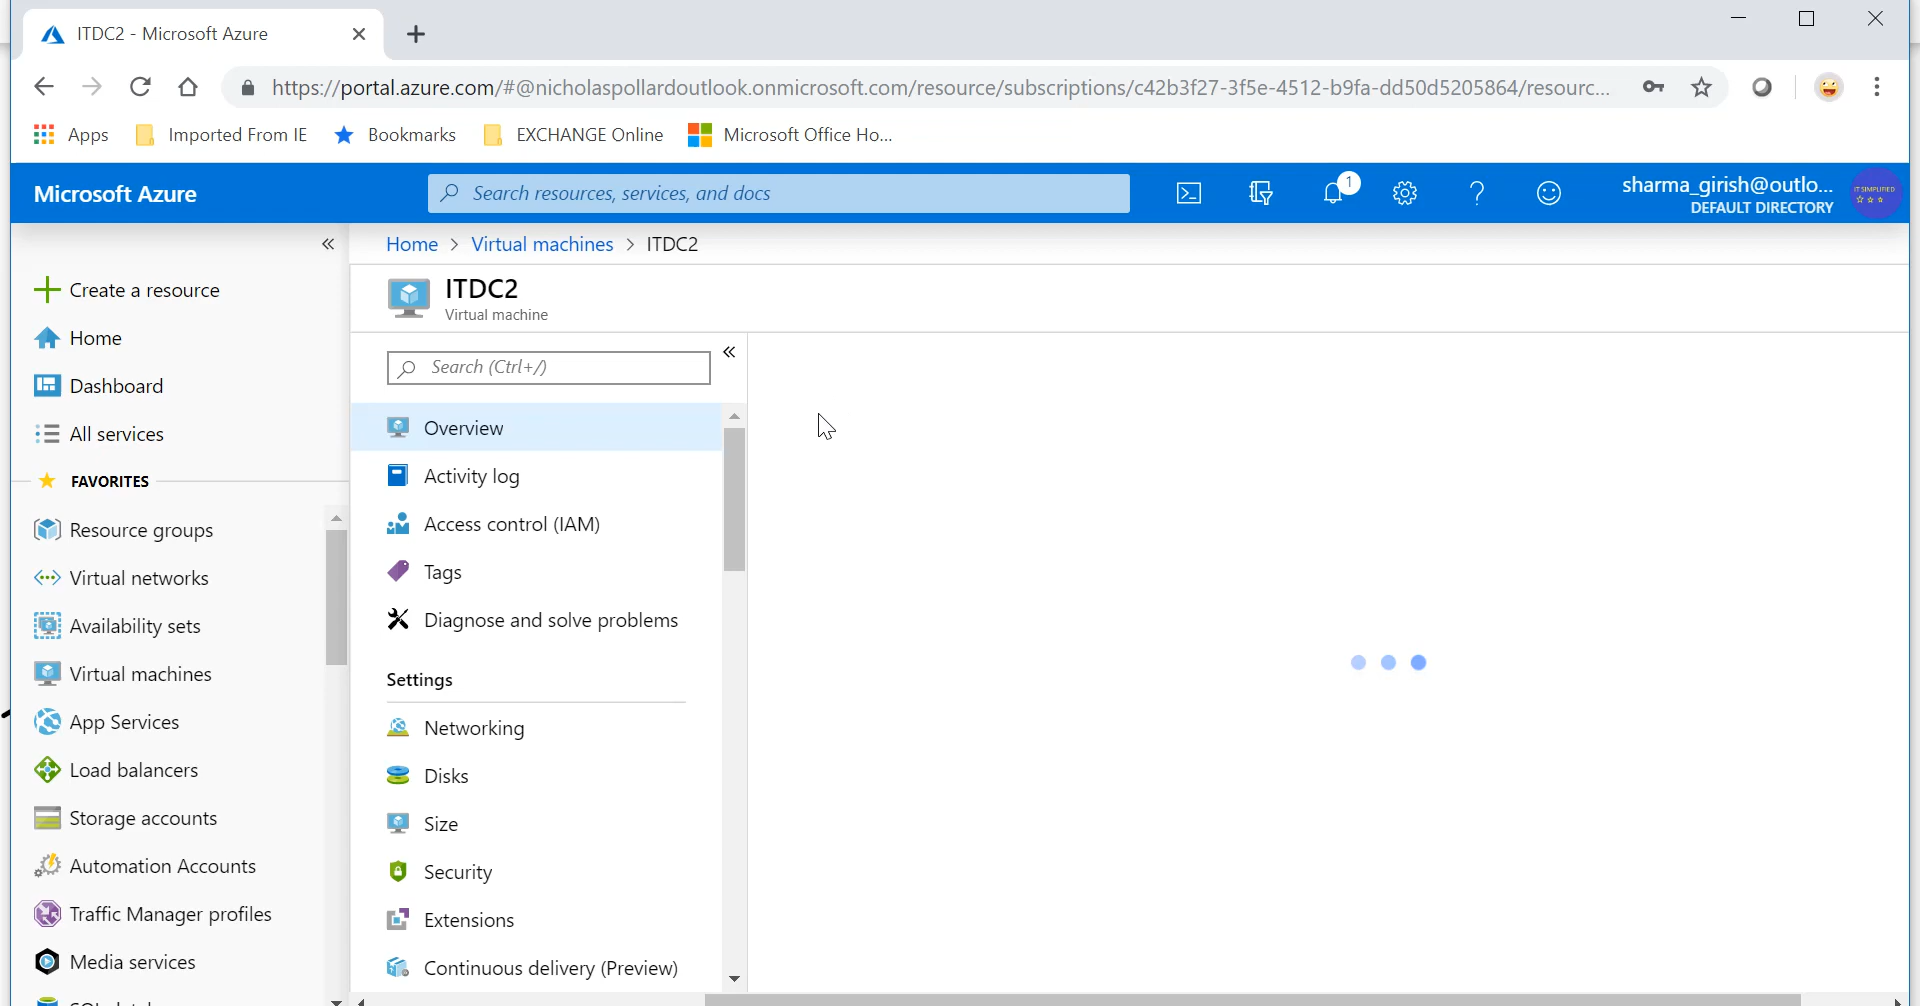 ITDC2 - Microsoft Azure
https://portal.azure.com/#@nicholaspollardoutlook.onmicrosoft.com/resource/subscriptions/c42b3f27-3f5e-4512-b9fa-dd50d5205864/resourc...
Apps Imported From IE Bookmarks EXCHANGE Online Microsoft Office Ho...
Microsoft Azure
Search resources, services, and docs
1
sharma_girish@outlo...
DEFAULT DIRECTORY
IT SIMPLIFIED
Home > Virtual machines > ITDC2
ITDC2
Virtual machine
Create a resource
Home
Dashboard
All services
FAVORITES
Resource groups
Virtual networks
Availability sets
Virtual machines
App Services
Load balancers
Storage accounts
Automation Accounts
Traffic Manager profiles
Media services
Search (Ctrl+/)
Overview
Activity log
Access control (IAM)
Tags
Diagnose and solve problems
Settings
Networking
Disks
Size
Security
Extensions
Continuous delivery (Preview)